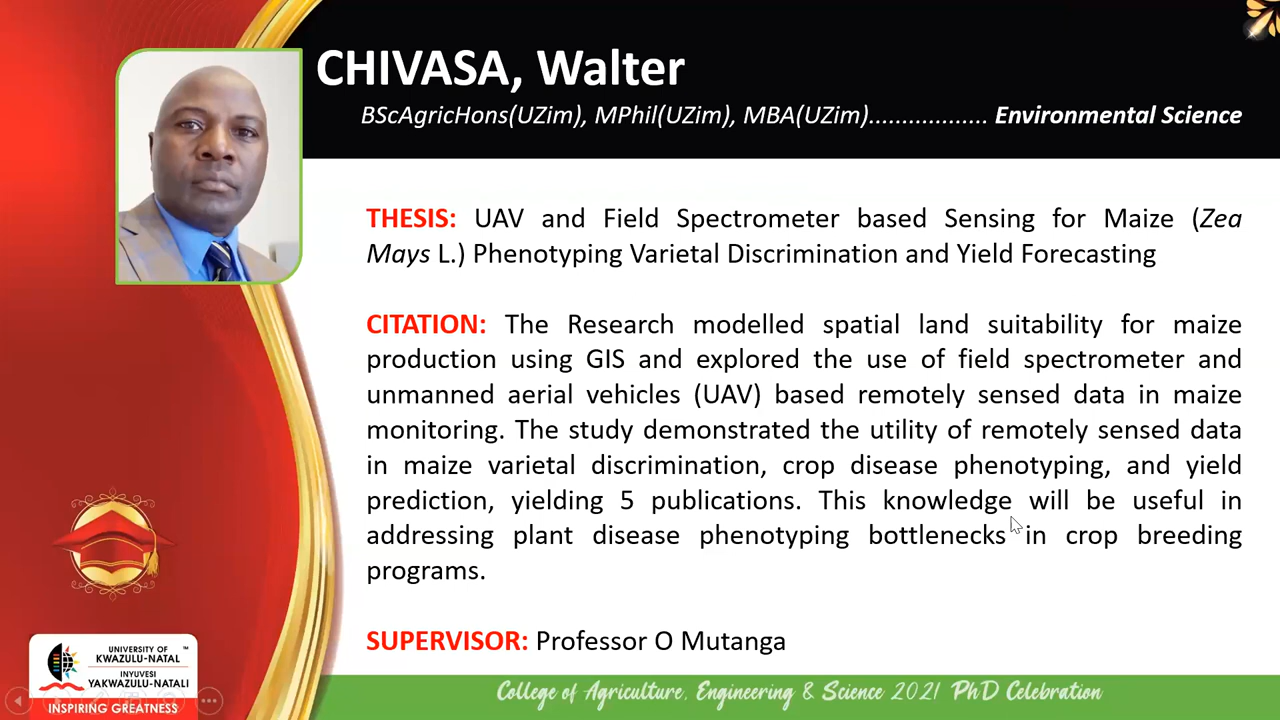 CHIVASA, Walter
BScAgricHons(UZim), MPhil(UZim), MBA(UZim).................. Environmental Science
THESIS: UAV and Field Spectrometer based Sensing for Maize (Zea
Mays L.) Phenotyping Varietal Discrimination and Yield Forecasting
CITATION: The Research modelled spatial land suitability for maize
production using GIS and explored the use of field spectrometer and
unmanned aerial vehicles (UAV) based remotely sensed data in maize
monitoring. The study demonstrated the utility of remotely sensed data
in maize varietal discrimination, crop disease phenotyping, and yield
prediction, yielding 5 publications. This knowledge will be useful in
addressing plant disease phenotyping bottlenecks in crop breeding
programs.
SUPERVISOR: Professor O Mutanga
UNIVERSITY OF ™
KWAZULU-NATAL
INYUVESI
YAKWAZULU-NATALI
INSPIRING GREATNESS
College of Agriculture, Engineering & Science 2021 PhD Celebration